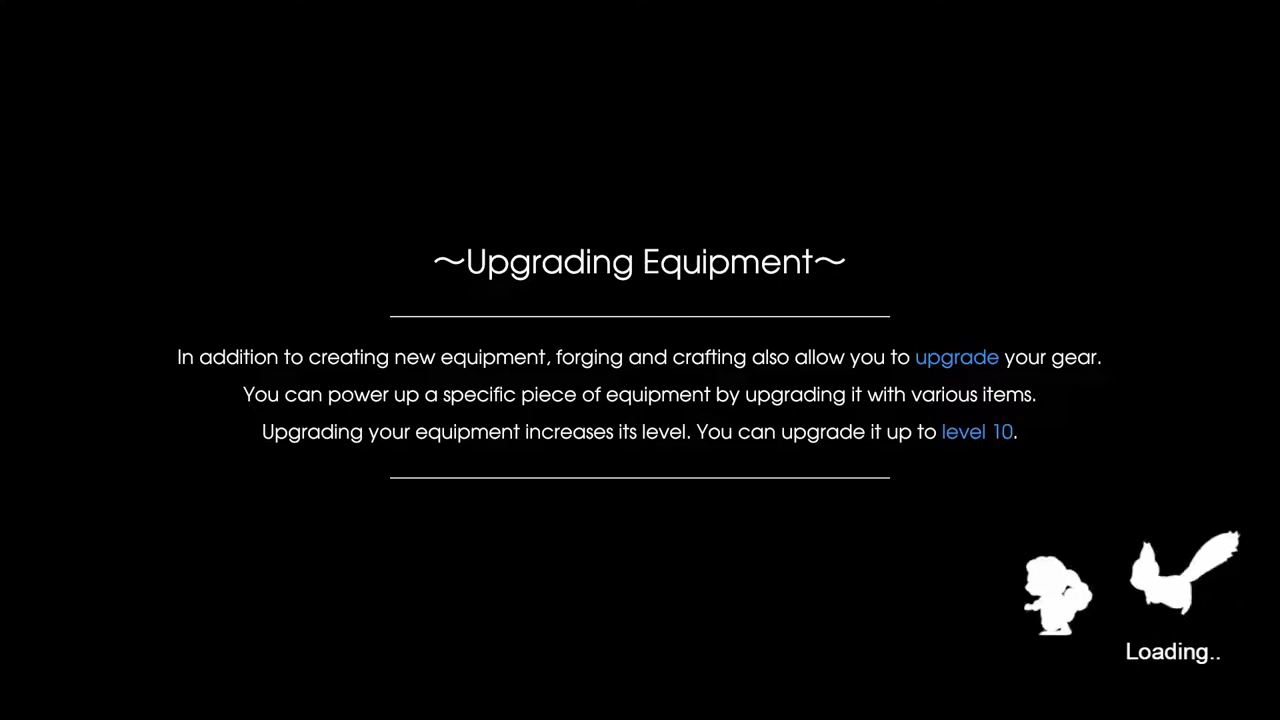 ～Upgrading Equipment～
In addition to creating new equipment, forging and crafting also allow you to upgrade your gear.
You can power up a specific piece of equipment by upgrading it with various items.
Upgrading your equipment increases its level. You can upgrade it up to level 10.
Loading..